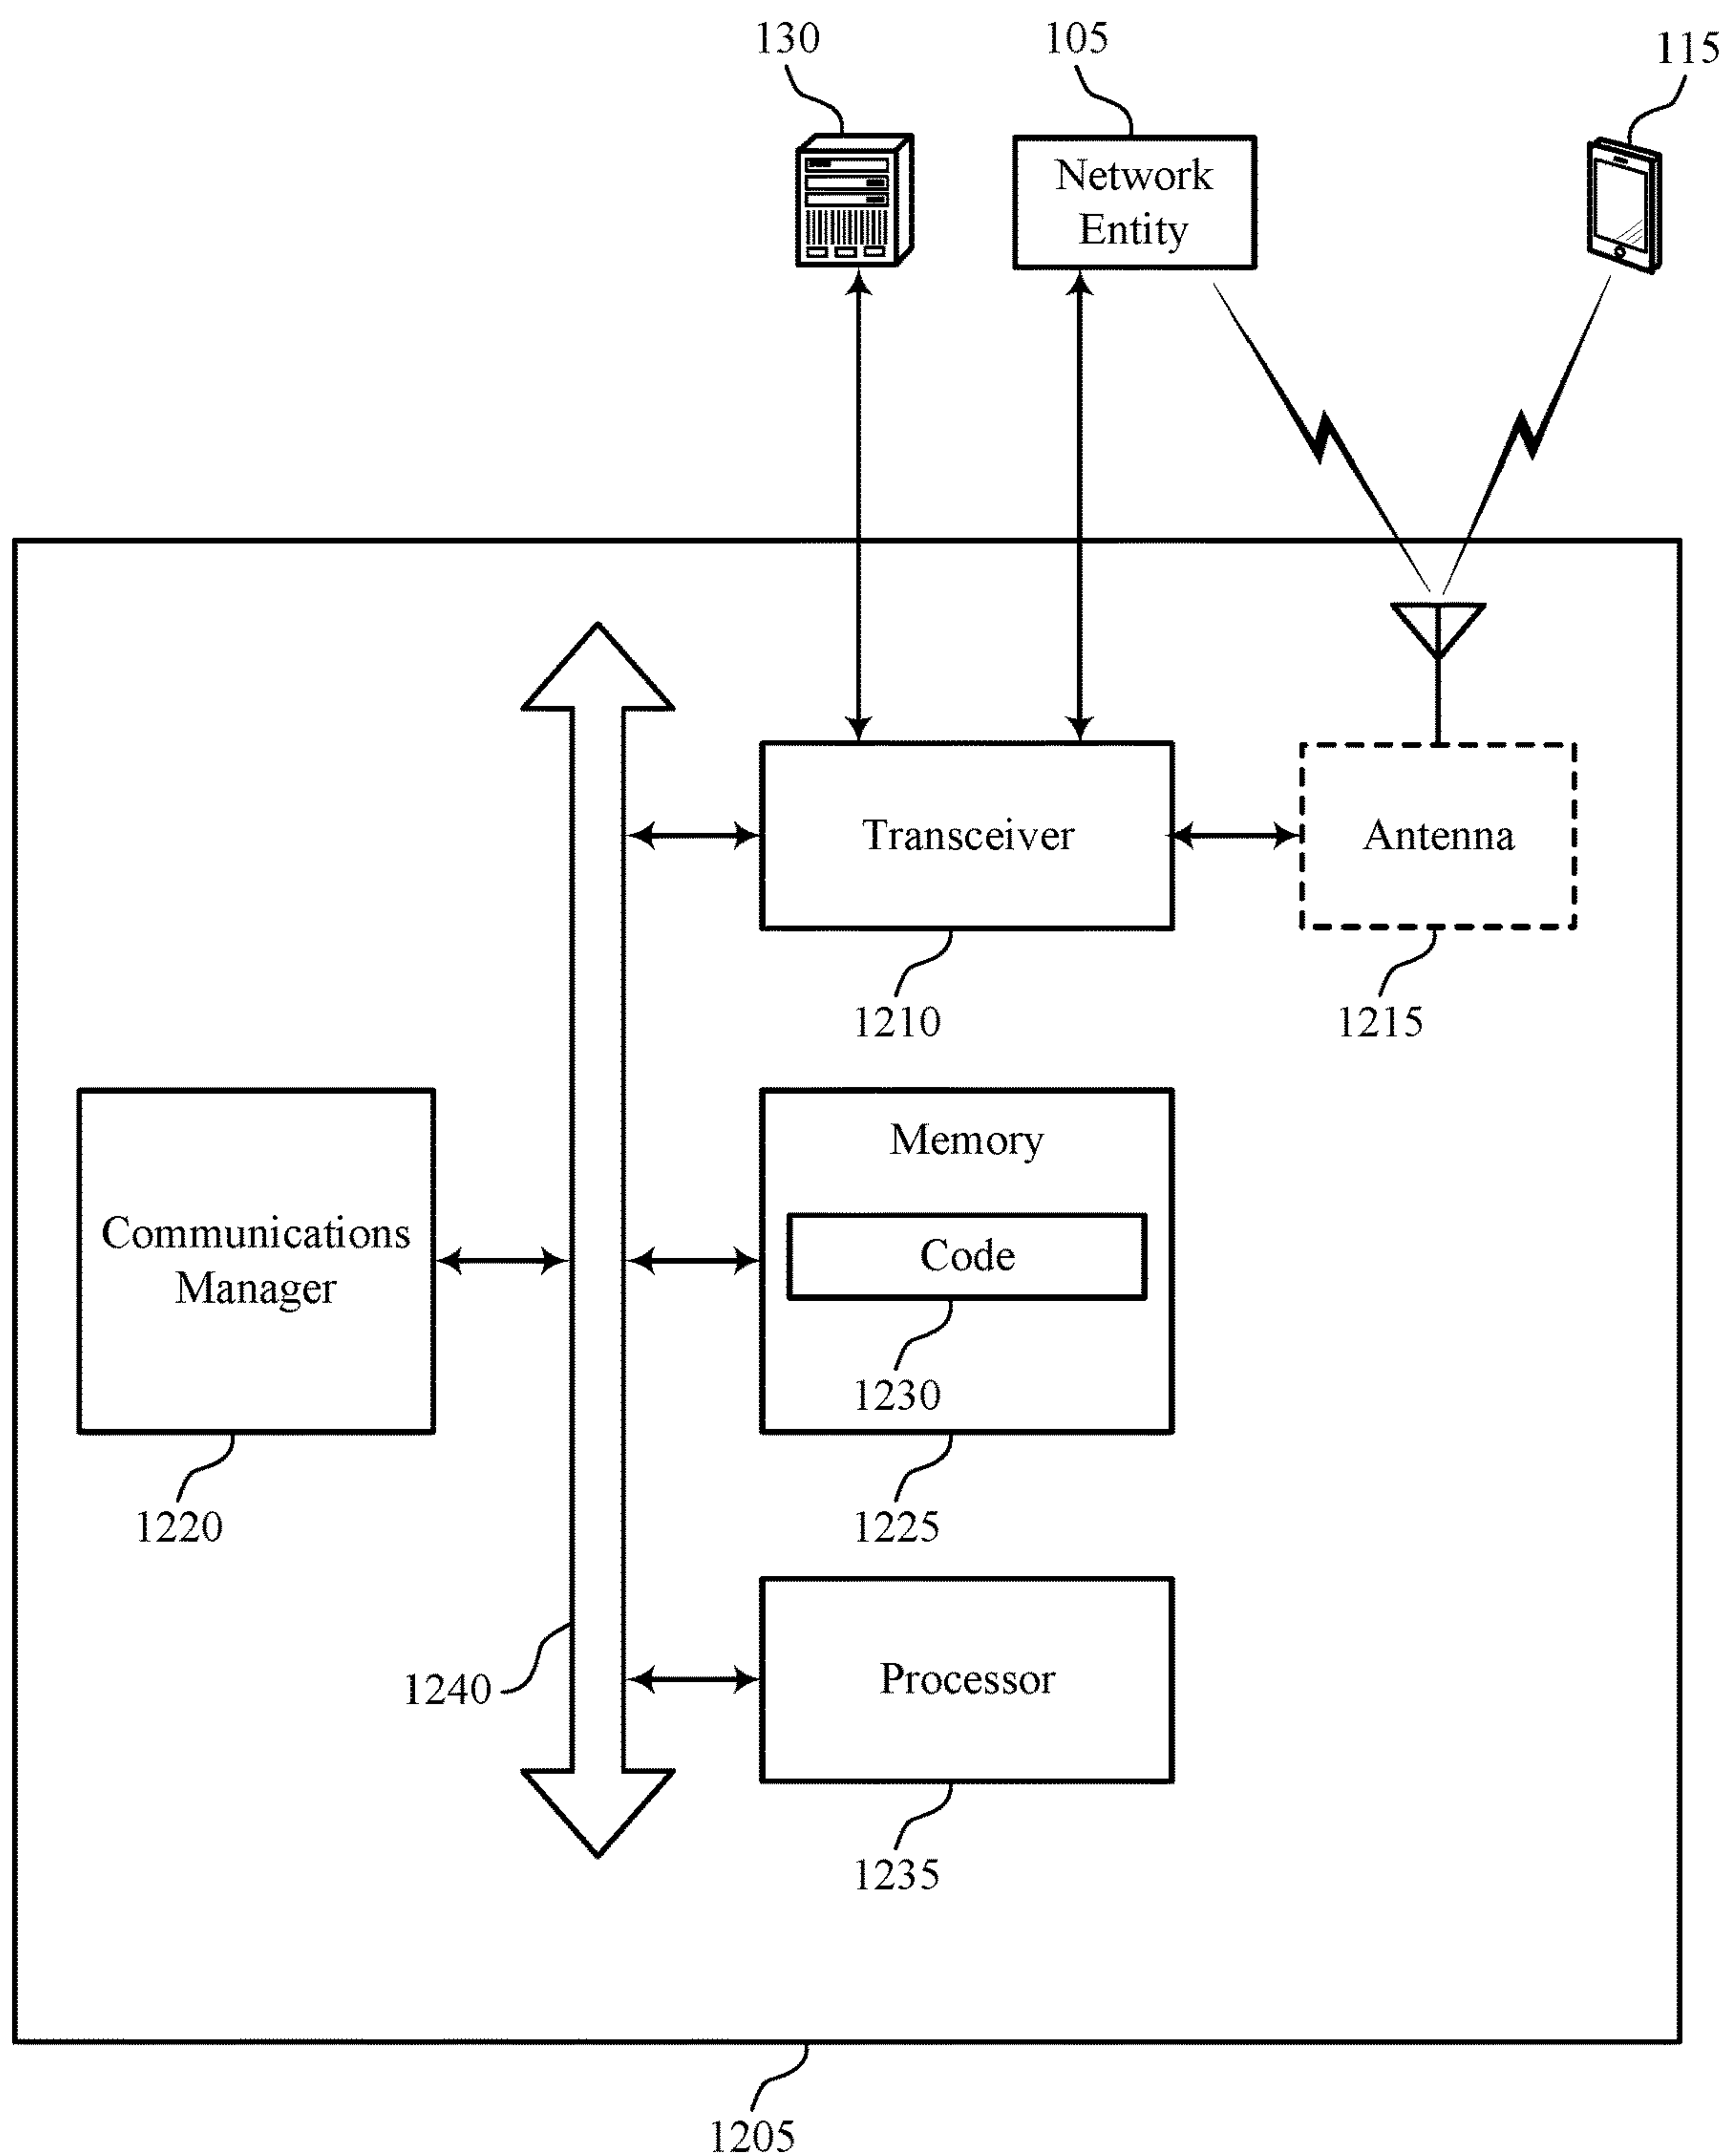 130
105
115
Network
Entity
Transceiver
Antenna
1210
1215
Memory
Communications
Manager
Code
1230
1220
1225
1240
Processor
1235
1205